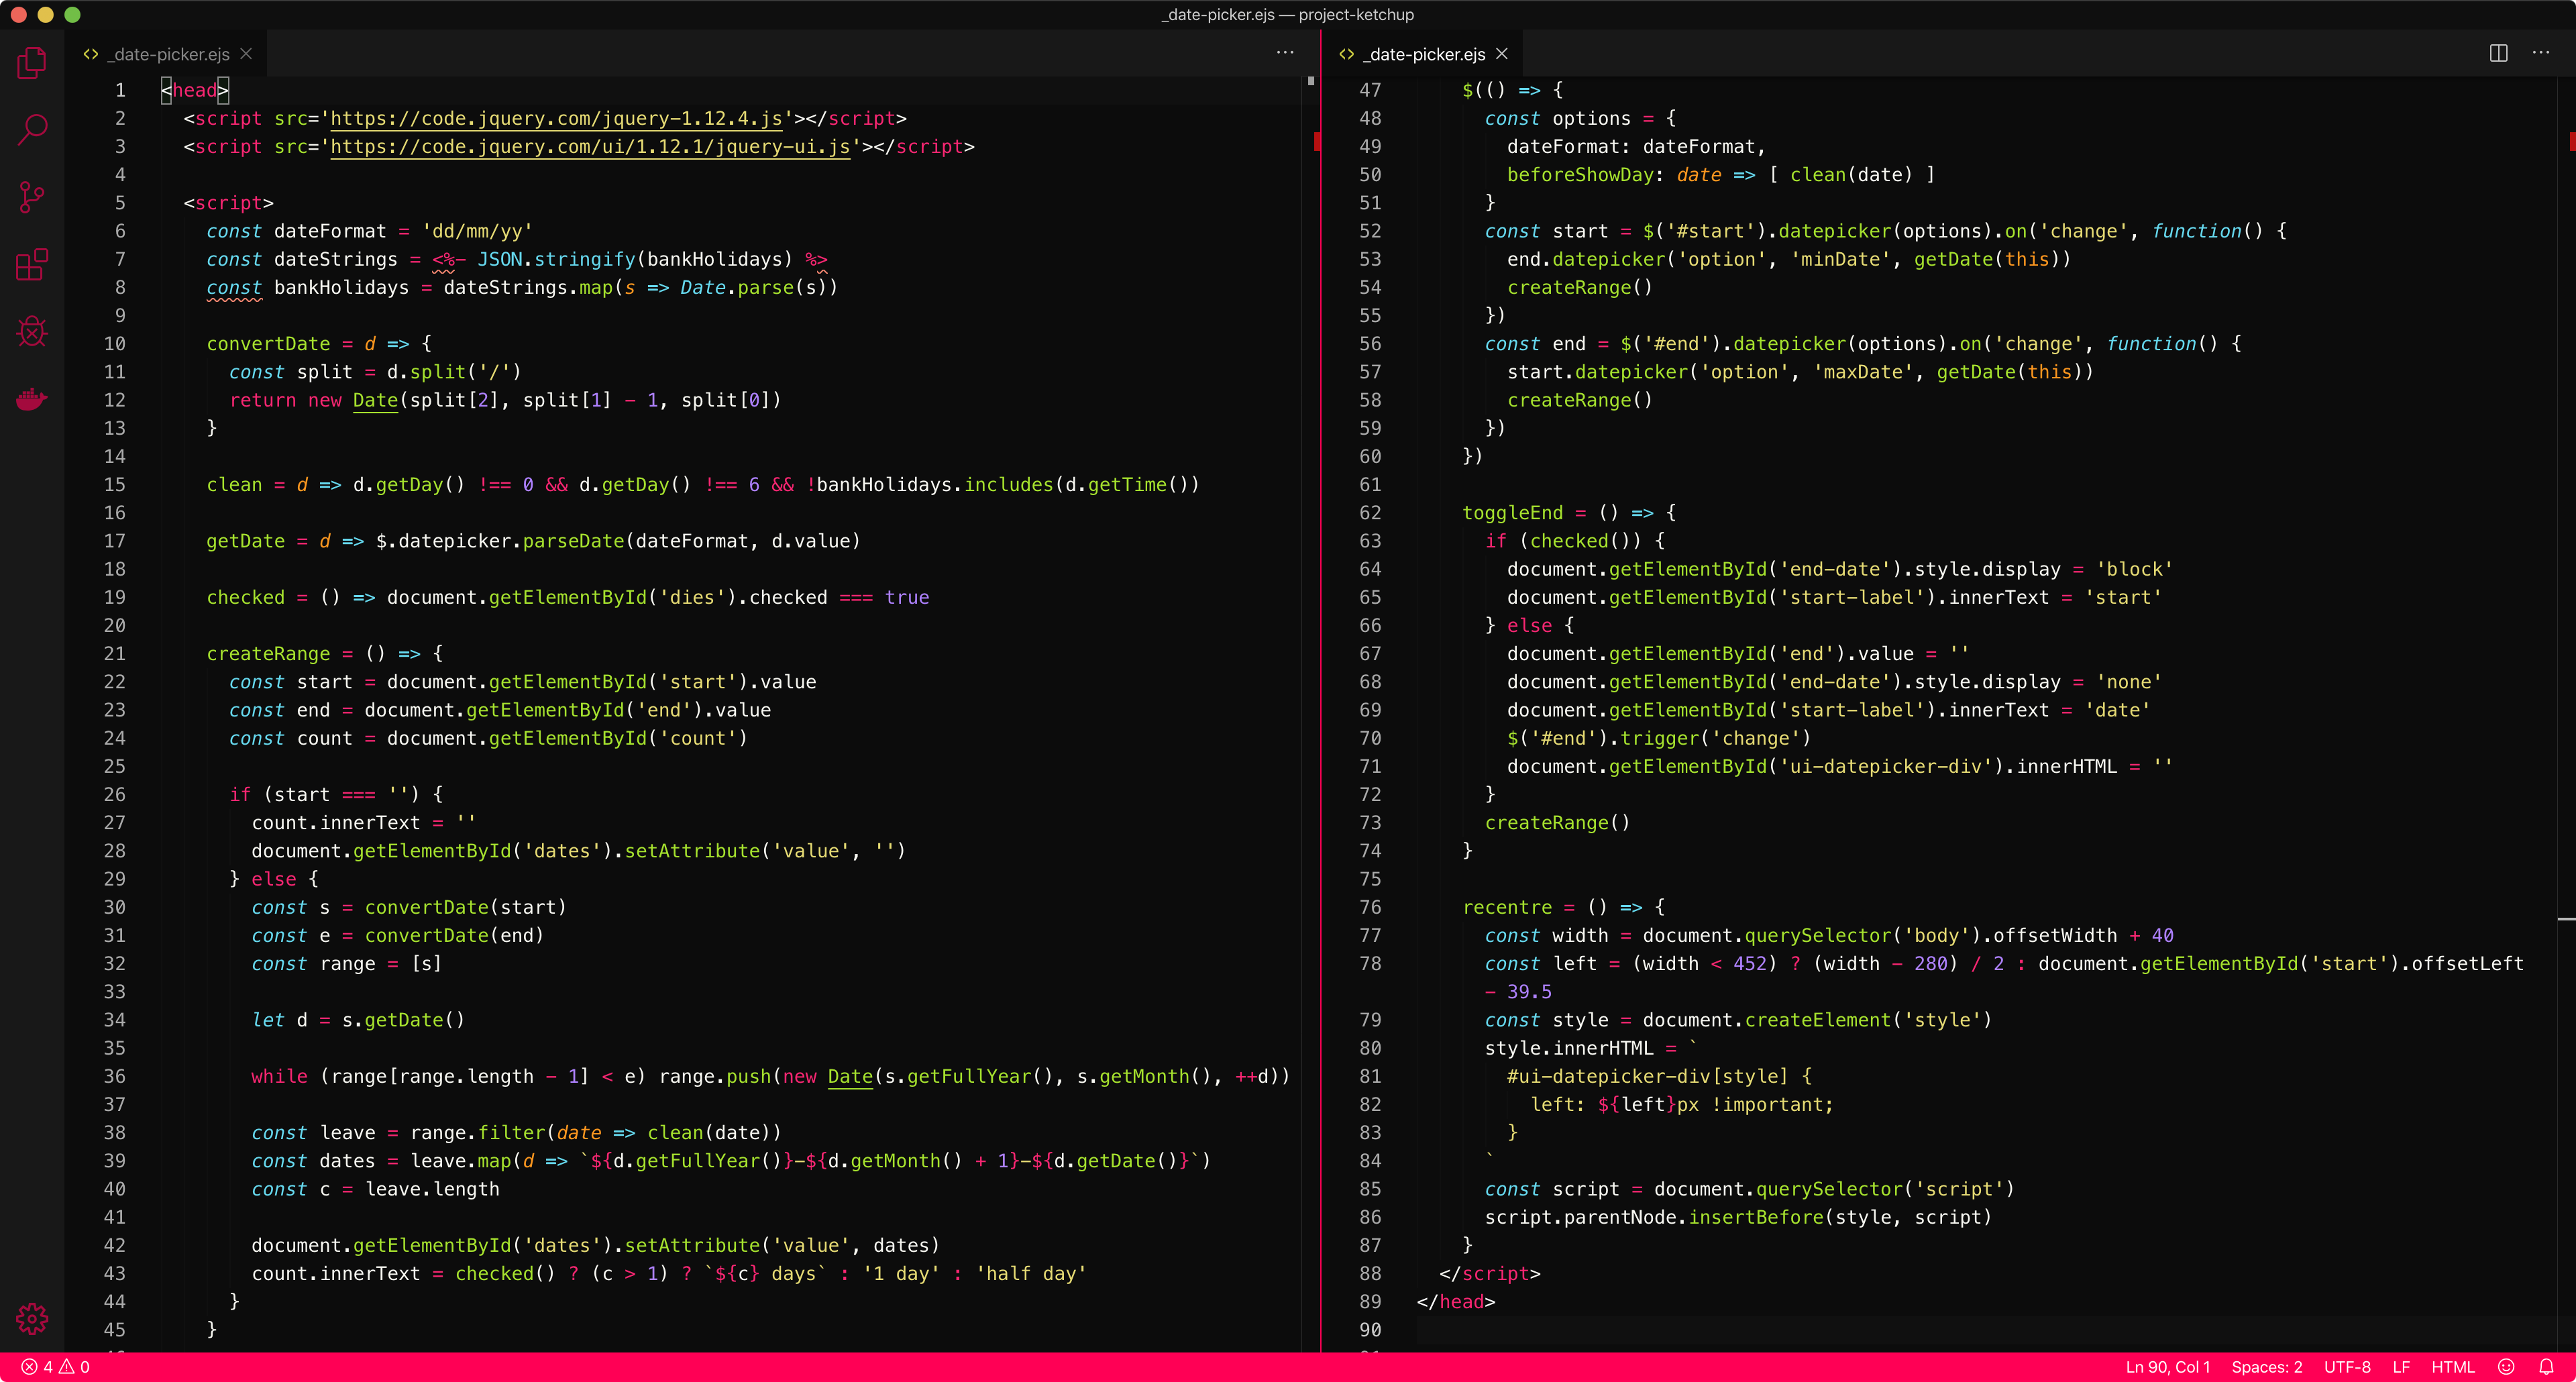 _date-picker.ejs — project-ketchup
_date-picker.ejs
1 <head>
2   <script src='https://code.jquery.com/jquery-1.12.4.js'></script>
3   <script src='https://code.jquery.com/ui/1.12.1/jquery-ui.js'></script>
4
5   <script>
6     const dateFormat = 'dd/mm/yy'
7     const dateStrings = <%- JSON.stringify(bankHolidays) %>
8     const bankHolidays = dateStrings.map(s => Date.parse(s))
9
10     convertDate = d => {
11       const split = d.split('/')
12       return new Date(split[2], split[1] - 1, split[0])
13     }
14
15     clean = d => d.getDay() !== 0 && d.getDay() !== 6 && !bankHolidays.includes(d.getTime())
16
17     getDate = d => $.datepicker.parseDate(dateFormat, d.value)
18
19     checked = () => document.getElementById('dies').checked === true
20
21     createRange = () => {
22       const start = document.getElementById('start').value
23       const end = document.getElementById('end').value
24       const count = document.getElementById('count')
25
26       if (start === '') {
27         count.innerText = ''
28         document.getElementById('dates').setAttribute('value', '')
29       } else {
30         const s = convertDate(start)
31         const e = convertDate(end)
32         const range = [s]
33
34         let d = s.getDate()
35
36         while (range[range.length - 1] < e) range.push(new Date(s.getFullYear(), s.getMonth(), ++d))
37
38         const leave = range.filter(date => clean(date))
39         const dates = leave.map(d => `${d.getFullYear()}-${d.getMonth() + 1}-${d.getDate()}`)
40         const c = leave.length
41
42         document.getElementById('dates').setAttribute('value', dates)
43         count.innerText = checked() ? (c > 1) ? `${c} days` : '1 day' : 'half day'
44       }
45     }
_date-picker.ejs
47     $(() => {
48       const options = {
49         dateFormat: dateFormat,
50         beforeShowDay: date => [ clean(date) ]
51       }
52       const start = $('#start').datepicker(options).on('change', function() {
53         end.datepicker('option', 'minDate', getDate(this))
54         createRange()
55       })
56       const end = $('#end').datepicker(options).on('change', function() {
57         start.datepicker('option', 'maxDate', getDate(this))
58         createRange()
59       })
60     })
61
62     toggleEnd = () => {
63       if (checked()) {
64         document.getElementById('end-date').style.display = 'block'
65         document.getElementById('start-label').innerText = 'start'
66       } else {
67         document.getElementById('end').value = ''
68         document.getElementById('end-date').style.display = 'none'
69         document.getElementById('start-label').innerText = 'date'
70         $('#end').trigger('change')
71         document.getElementById('ui-datepicker-div').innerHTML = ''
72       }
73       createRange()
74     }
75
76     recentre = () => {
77       const width = document.querySelector('body').offsetWidth + 40
78       const left = (width < 452) ? (width - 280) / 2 : document.getElementById('start').offsetLeft
- 39.5
79       const style = document.createElement('style')
80       style.innerHTML = `
81         #ui-datepicker-div[style] {
82           left: ${left}px !important;
83         }
84       `
85       const script = document.querySelector('script')
86       script.parentNode.insertBefore(style, script)
87     }
88   </script>
89 </head>
90
4 0
Ln 90, Col 1 Spaces: 2 UTF-8 LF HTML